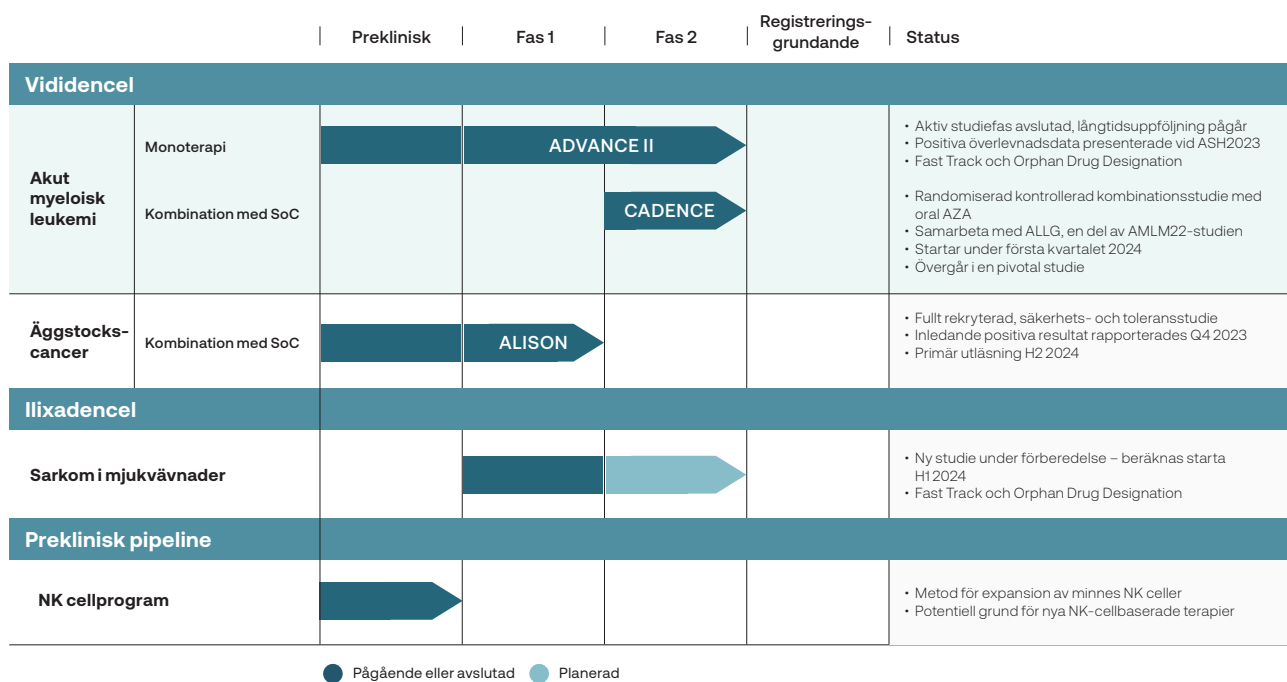 Preklinisk
Fas 1
Fas 2
Registrerings-
grundande
Status
Vididencel
Akut
myeloisk
leukemi
Monoterapi
ADVANCE II
• Aktiv studiefas avslutad, långtidsuppföljning pågår
• Positiva överlevnadsdata presenterade vid ASH2023
• Fast Track och Orphan Drug Designation
Kombination med SoC
CADENCE
• Randomiserad kontrollerad kombinationsstudie med
oral AZA
• Samarbeta med ALLG, en del av AMLM22-studien
• Startar under första kvartalet 2024
• Övergår i en pivotal studie
Äggstocks-
cancer
Kombination med SoC
ALISON
• Fullt rekryterad, säkerhets- och toleransstudie
• Inledande positiva resultat rapporterades Q4 2023
• Primär utläsning H2 2024
Ilixadencel
Sarkom i mjukvävnader
• Ny studie under förberedelse – beräknas starta
H1 2024
• Fast Track och Orphan Drug Designation
Preklinisk pipeline
NK cellprogram
• Metod för expansion av minnes NK celler
• Potentiell grund för nya NK-cellbaserade terapier
Pågående eller avslutad
Planerad